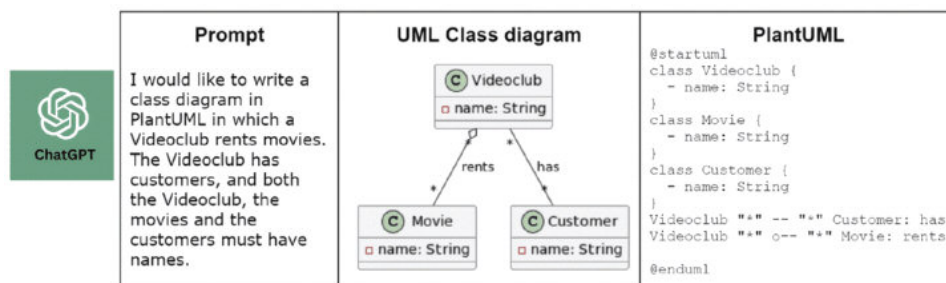 ChatGPT
Prompt
I would like to write a
class diagram in
PlantUML in which a
Videoclub rents movies.
The Videoclub has
customers, and both
the Videoclub, the
movies and the
customers must have
names.
UML Class diagram
C Videoclub
name: String
* *
rents has
* *
C Movie
name: String
C Customer
name: String
PlantUML
@startuml
class Videoclub {
- name: String
}
class Movie {
- name: String
}
class Customer {
- name: String
}
Videoclub "*" -- "*" Customer: has
Videoclub "*" o-- "*" Movie: rents
@enduml